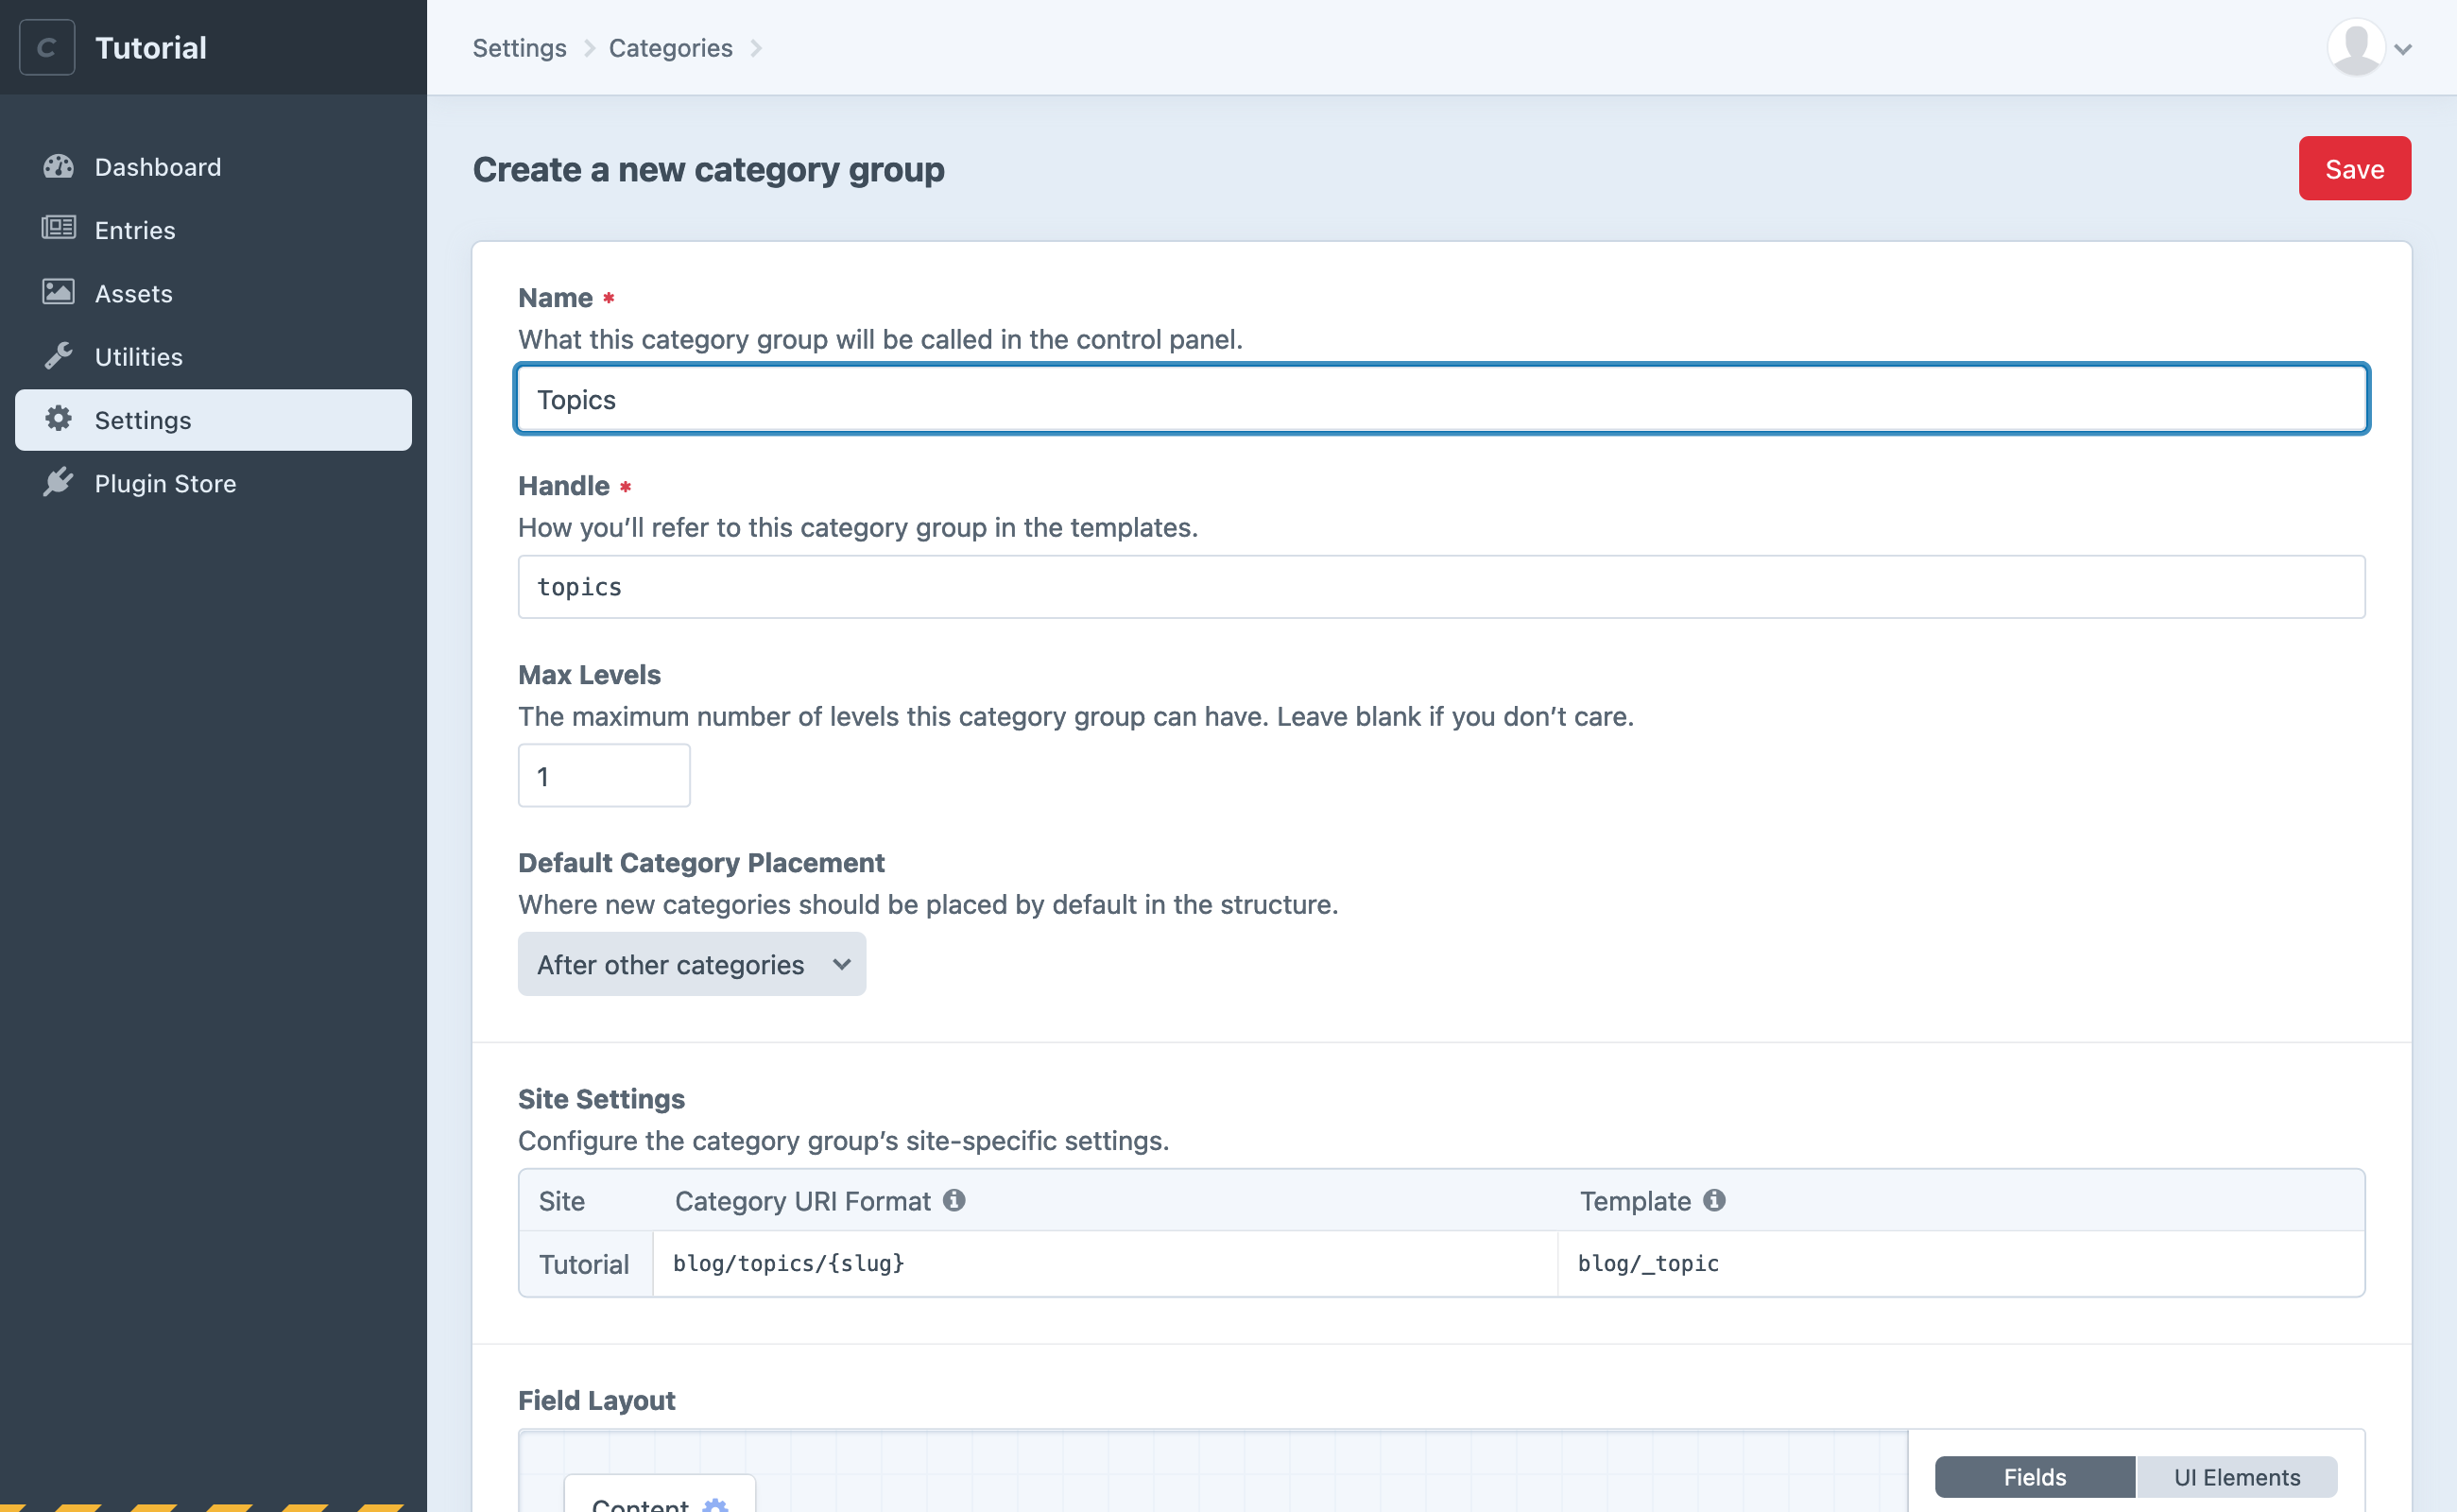 C Tutorial
Settings Categories
Dashboard
Entries
Assets
Utilities
Settings
Plugin Store
Create a new category group
Save
Name *
What this category group will be called in the control panel.
Topics
Handle *
How you’ll refer to this category group in the templates.
topics
Max Levels
The maximum number of levels this category group can have. Leave blank if you don’t care.
1
Default Category Placement
Where new categories should be placed by default in the structure.
After other categories
Site Settings
Configure the category group’s site-specific settings.
Site Category URI Format Template
Tutorial blog/topics/{slug} blog/_topic
Field Layout
Fields UI Elements
Content